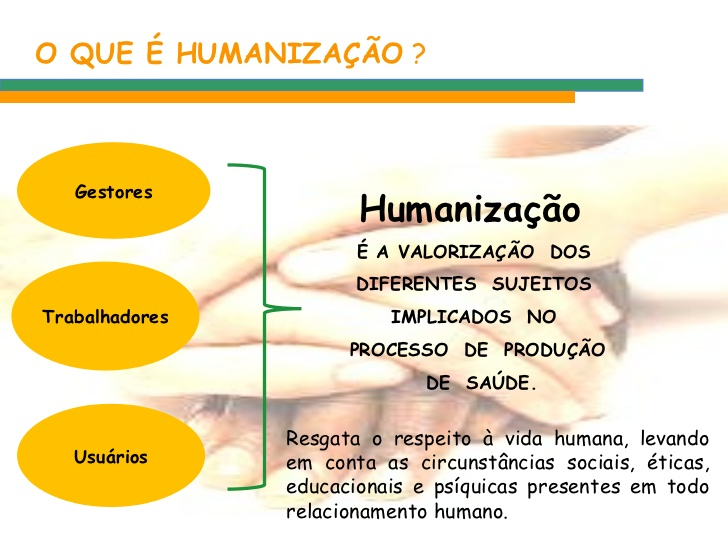 O QUE É HUMANIZAÇÃO ?
Gestores
Trabalhadores
Usuários
Humanização
É A VALORIZAÇÃO DOS
DIFERENTES SUJEITOS
IMPLICADOS NO
PROCESSO DE PRODUÇÃO
DE SAÚDE.
Resgata o respeito à vida humana, levando
em conta as circunstâncias sociais, éticas,
educacionais e psíquicas presentes em todo
relacionamento humano.